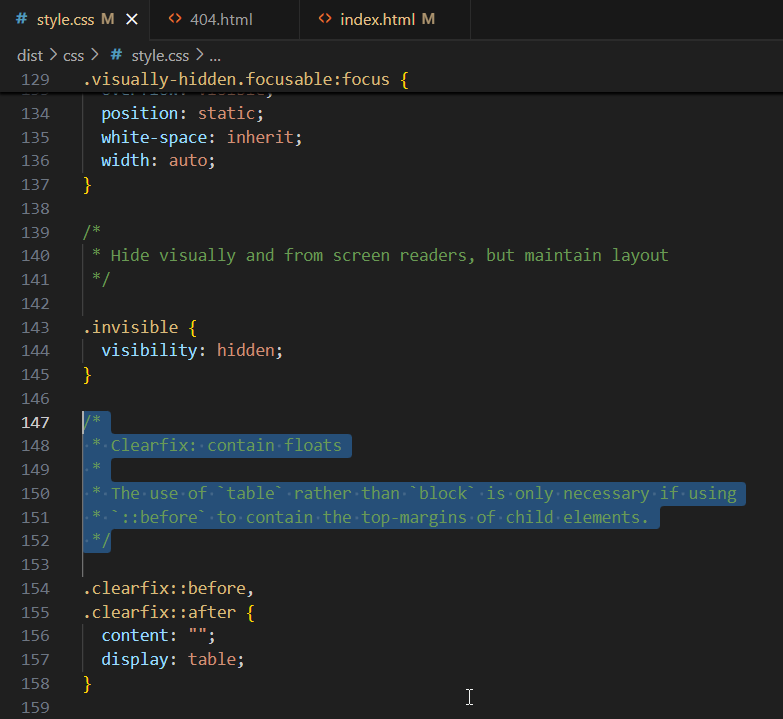 # style.css M ×
<> 404.html
<> index.html M
dist > css > # style.css > ...
129 .visually-hidden.focusable:focus {
134 position: static;
135 white-space: inherit;
136 width: auto;
137 }
138
139 /*
140 * Hide visually and from screen readers, but maintain layout
141 */
142
143 .invisible {
144 visibility: hidden;
145 }
146
147 /*
148 * Clearfix: contain floats
149 *
150 * The use of `table` rather than `block` is only necessary if using
151 * `::before` to contain the top-margins of child elements.
152 */
153
154 .clearfix::before,
155 .clearfix::after {
156 content: "";
157 display: table;
158 }
159